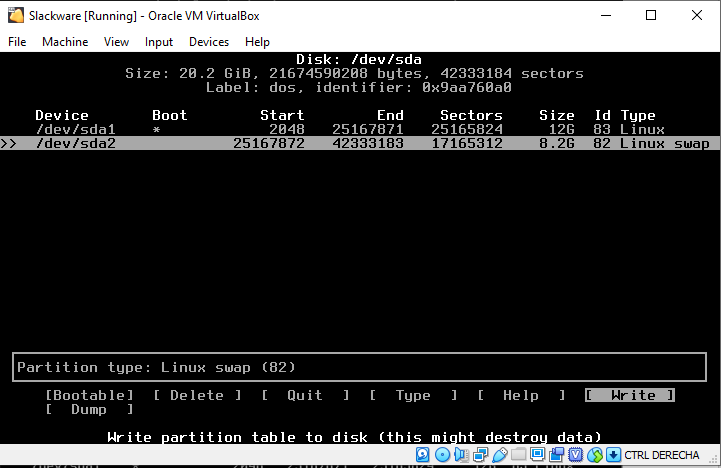 Slackware [Running] - Oracle VM VirtualBox
File Machine View Input Devices Help
Disk: /dev/sda
Size: 20.2 GiB, 21674590208 bytes, 42333184 sectors
Label: dos, identifier: 0x9aa760a0
Device Boot Start End Sectors Size Id Type
/dev/sda1 * 2048 25167871 25165824 12G 83 Linux
>> /dev/sda2 25167872 42333183 17165312 8.2G 82 Linux swap
Partition type: Linux swap (82)
[Bootable] [ Delete ] [ Quit ] [ Type ] [ Help ] [ Write ]
[ Dump ]
Write partition table to disk (this might destroy data)
CTRL DERECHA